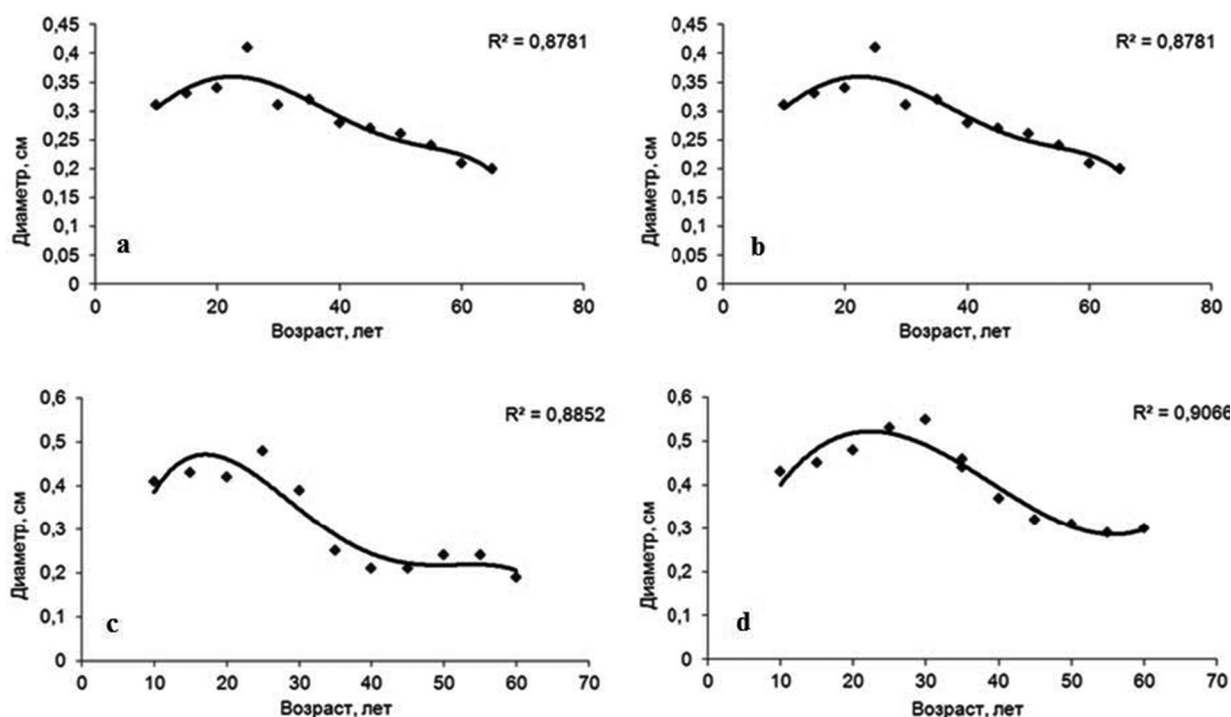 0,45
0,4
0,35
0,3
0,25
0,2
0,15
0,1
0,05
0
R² = 0,8781
a
Диаметр, см
0 20 40 60 80
Возраст, лет
0,45
0,4
0,35
0,3
0,25
0,2
0,15
0,1
0,05
0
R² = 0,8781
b
Диаметр, см
0 20 40 60 80
Возраст, лет
0,6
0,5
0,4
0,3
0,2
0,1
0
R² = 0,8852
c
Диаметр, см
0 10 20 30 40 50 60 70
Возраст, лет
0,6
0,5
0,4
0,3
0,2
0,1
0
R² = 0,9066
d
Диаметр, см
0 10 20 30 40 50 60 70
Возраст, лет